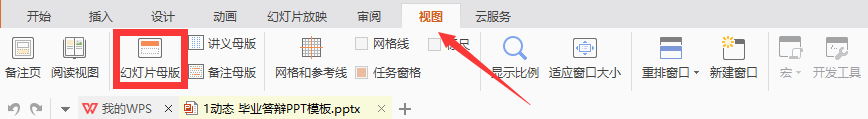 开始 插入 设计 动画 幻灯片放映 审阅 视图 云服务
备注页 阅读视图 幻灯片母版 讲义母版 备注母版 网格和参考线 网格线 任务窗格 标尺 显示比例 适应窗口大小 重排窗口 新建窗口 宏 开发工具
W 我的WPS × P 1动态 毕业答辩PPT模板.pptx × +